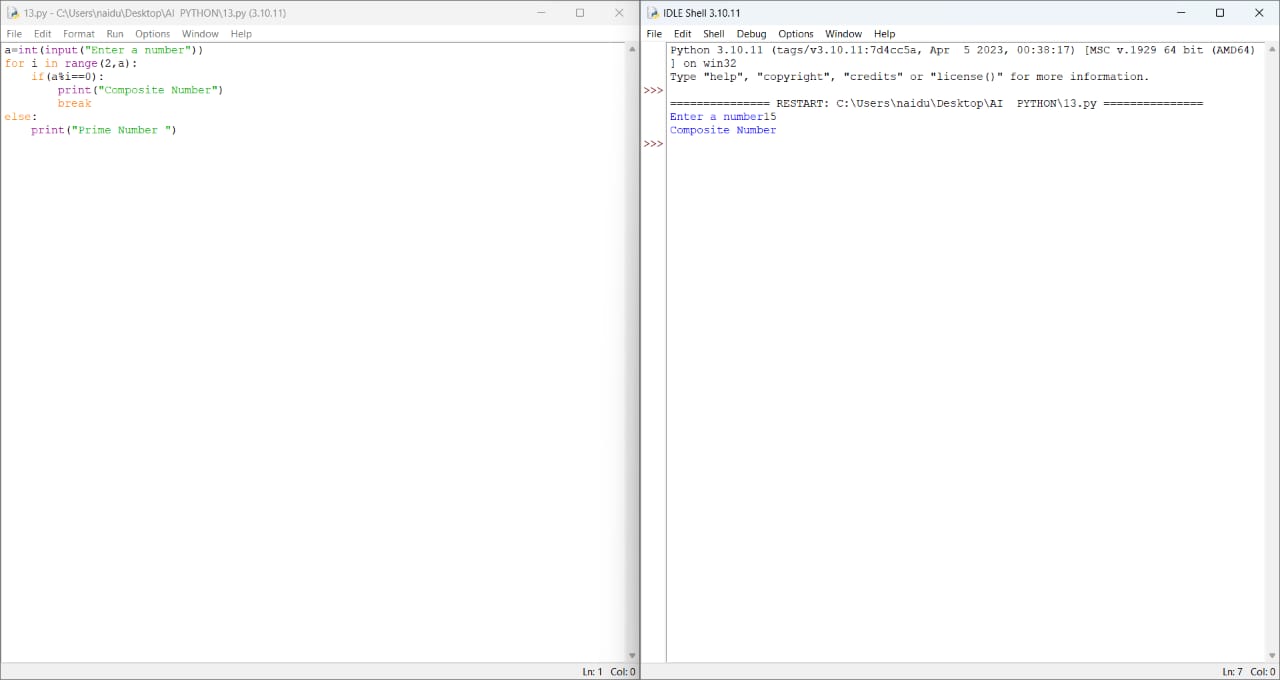 13.py - C:\Users\naidu\Desktop\AI  PYTHON\13.py (3.10.11)
File Edit Format Run Options Window Help
a=int(input("Enter a number"))
for i in range(2,a):
    if(a%i==0):
        print("Composite Number")
        break
else:
    print("Prime Number ")
Ln: 1 Col: 0
IDLE Shell 3.10.11
File Edit Shell Debug Options Window Help
Python 3.10.11 (tags/v3.10.11:7d4cc5a, Apr  5 2023, 00:38:17) [MSC v.1929 64 bit (AMD64)
] on win32
Type "help", "copyright", "credits" or "license()" for more information.
>>>
=============== RESTART: C:\Users\naidu\Desktop\AI  PYTHON\13.py ===============
Enter a number15
Composite Number
>>>
Ln: 7 Col: 0